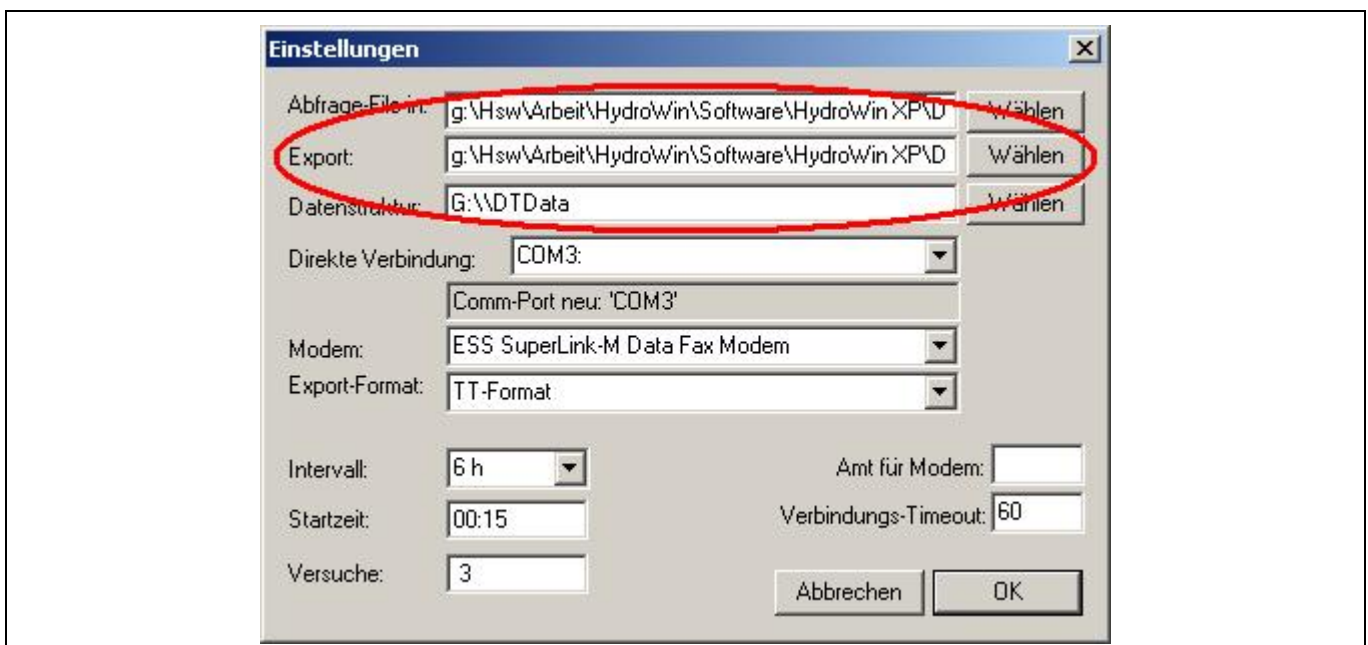 Einstellungen
Abfrage-File in: g:\Hsw\Arbeit\HydroWin\Software\HydroWin XP\D Wählen
Export: g:\Hsw\Arbeit\HydroWin\Software\HydroWin XP\D Wählen
Datenstruktur: G:\\DTData Wählen
Direkte Verbindung: COM3:
Comm-Port neu: 'COM3'
Modem: ESS SuperLink-M Data Fax Modem
Export-Format: TT-Format
Intervall: 6 h Amt für Modem:
Startzeit: 00:15 Verbindungs-Timeout: 60
Versuche: 3
Abbrechen OK